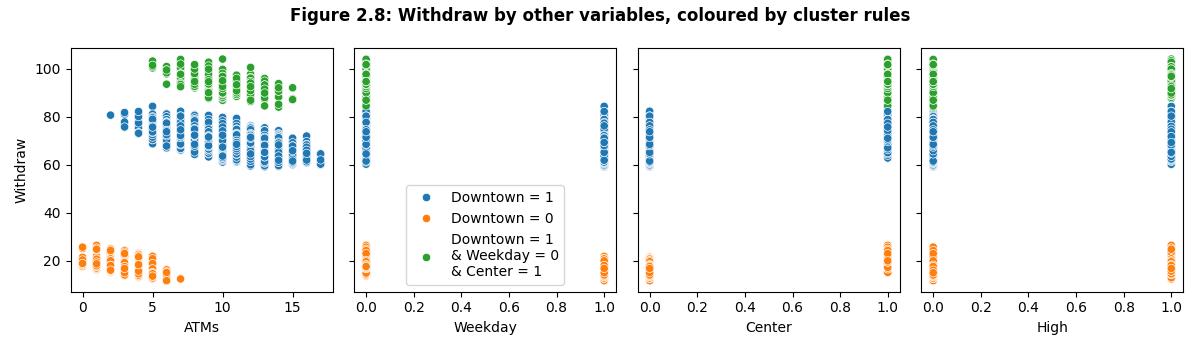 Figure 2.8: Withdraw by other variables, coloured by cluster rules
Withdraw
100
80
60
40
20
0 5 10 15
ATMs
0.0 0.2 0.4 0.6 0.8 1.0
Weekday
Downtown = 1
Downtown = 0
Downtown = 1
& Weekday = 0
& Center = 1
0.0 0.2 0.4 0.6 0.8 1.0
Center
0.0 0.2 0.4 0.6 0.8 1.0
High